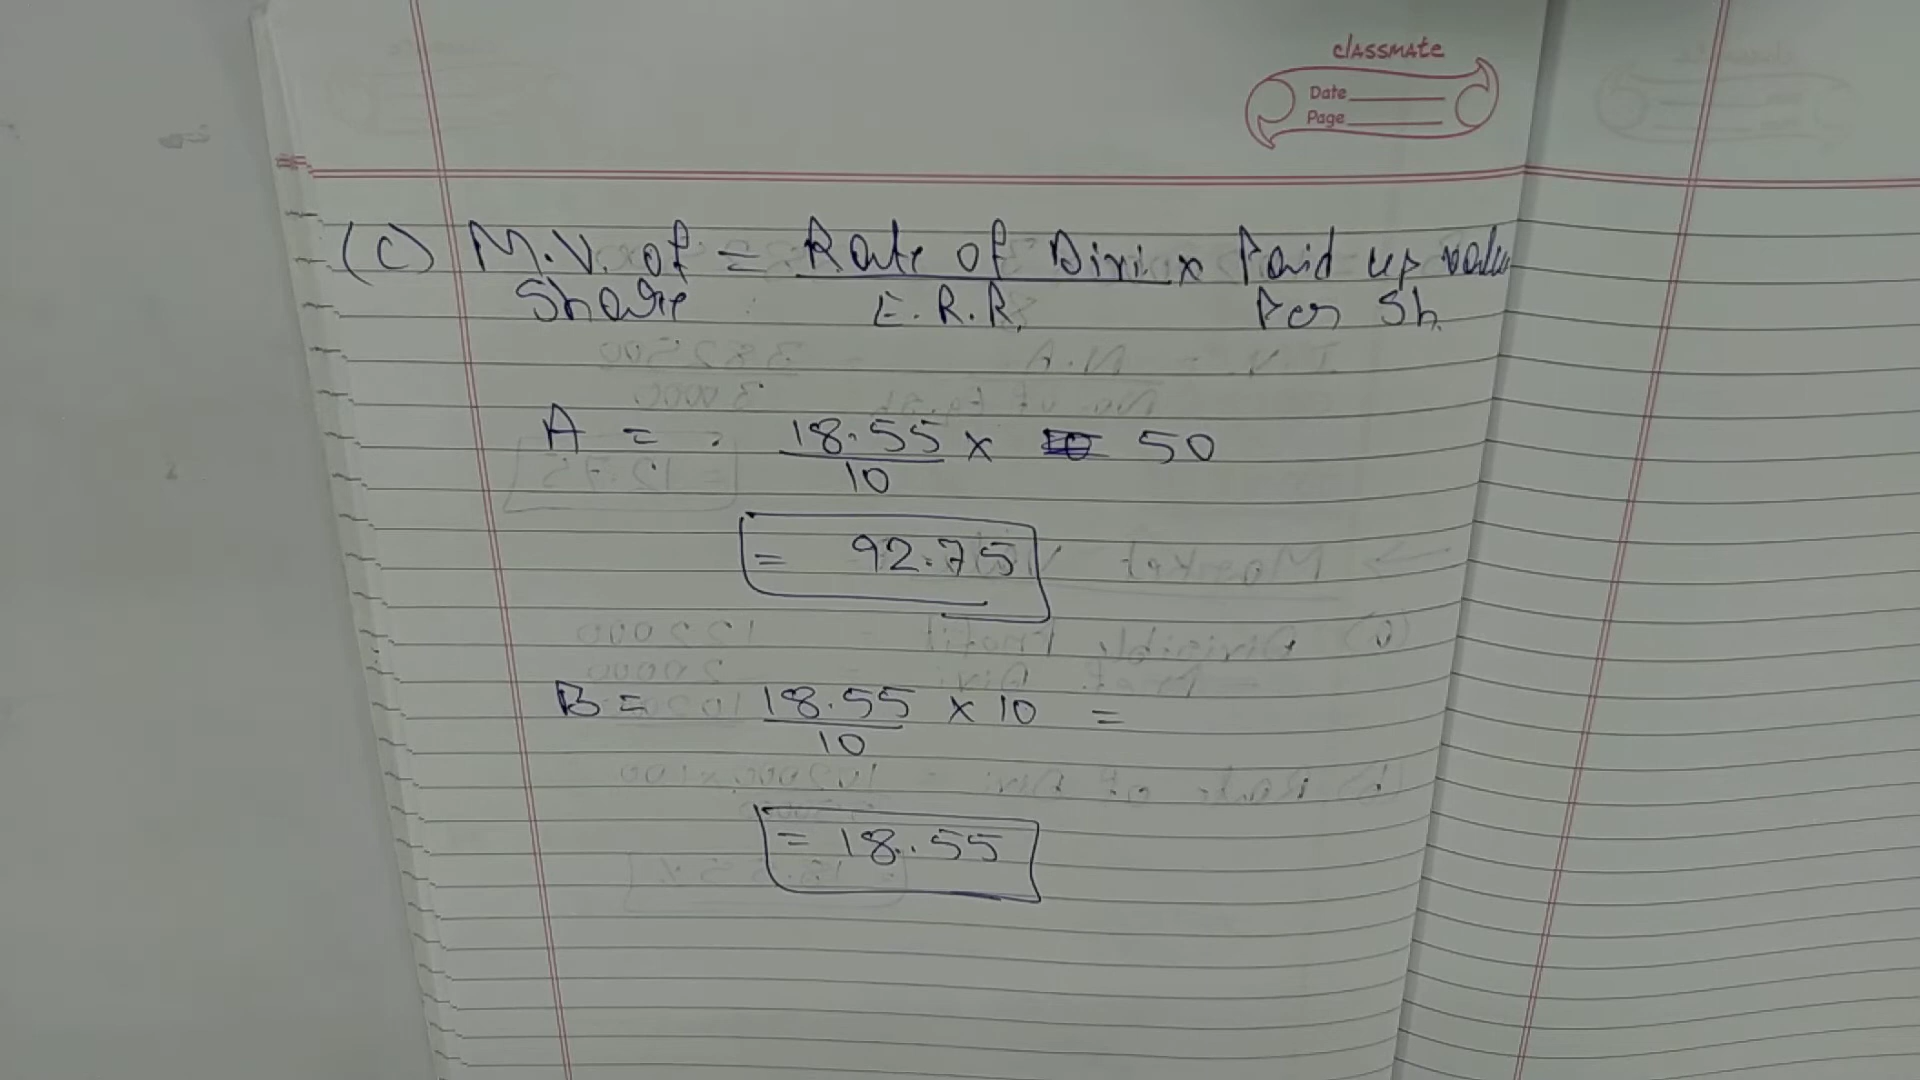 classmate
Date
Page
(C) M.V. of = Rate of Divi. x Paid up value
Share E.R.R. Per Sh.
A = 18.55 x 50
10
= 92.75
B = 18.55 x 10 =
10
= 18.55